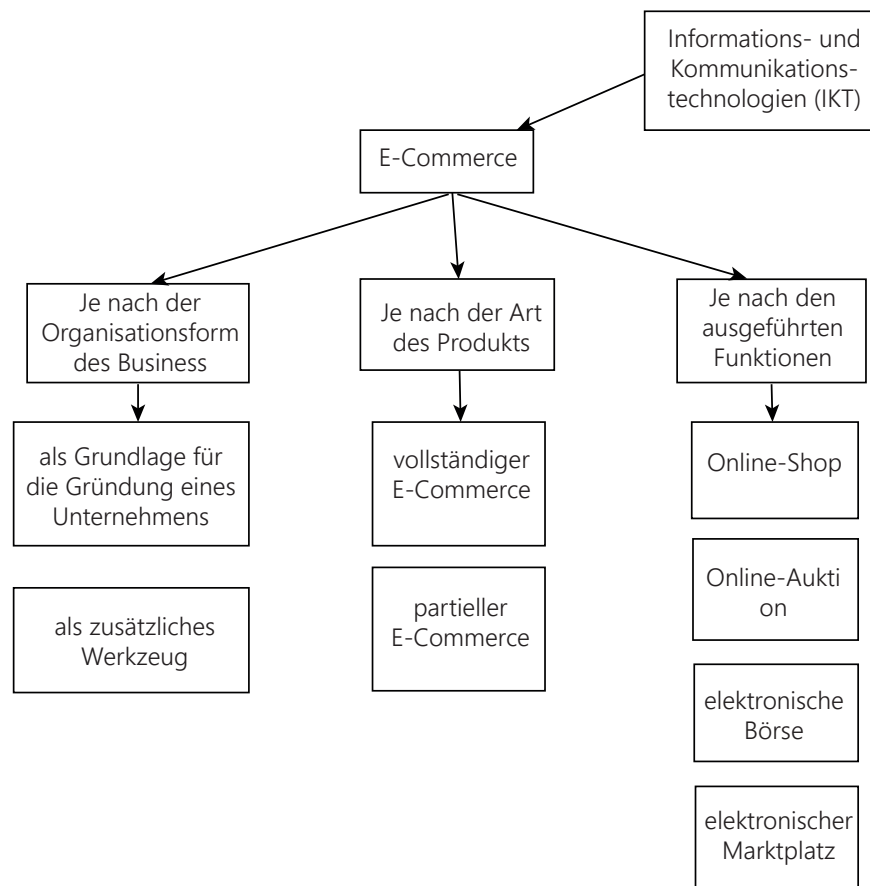 Informations- und
Kommunikations-
technologien (IKT)
E-Commerce
Je nach der
Organisationsform
des Business
Je nach der Art
des Produkts
Je nach den
ausgeführten
Funktionen
als Grundlage für
die Gründung eines
Unternehmens
vollständiger
E-Commerce
Online-Shop
als zusätzliches
Werkzeug
partieller
E-Commerce
Online-Aukti
on
elektronische
Börse
elektronischer
Marktplatz